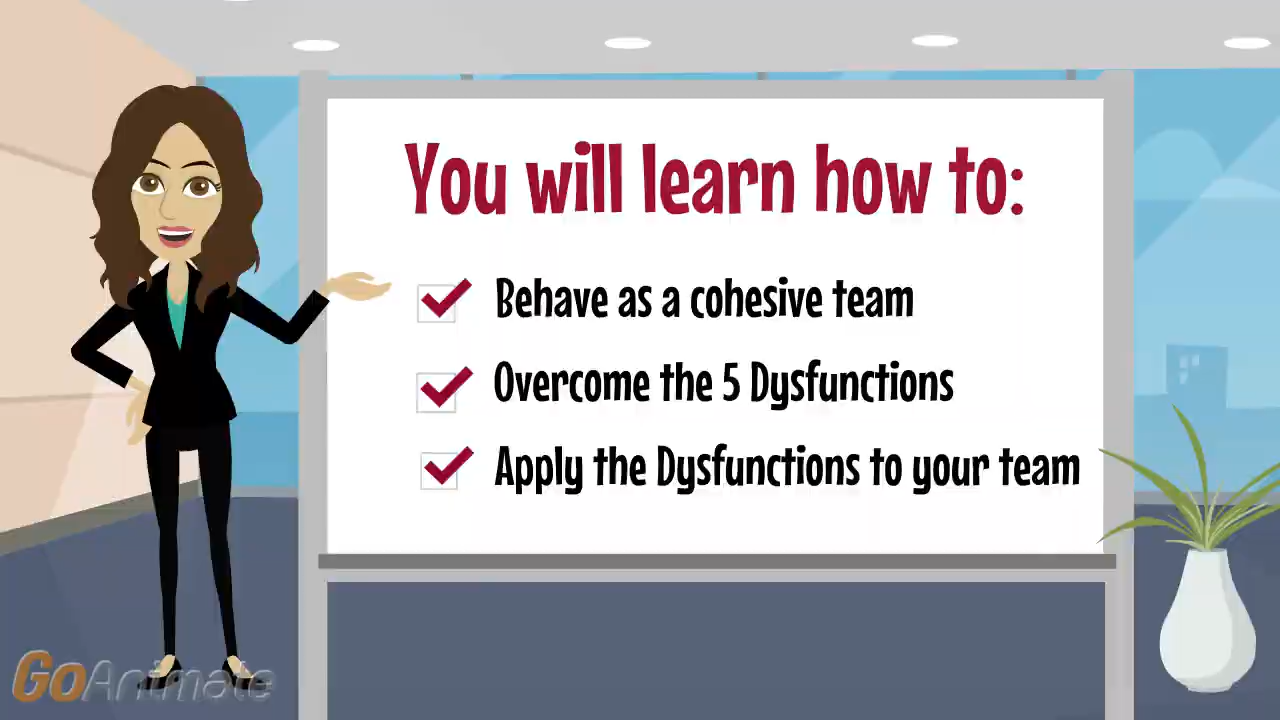 You will learn how to:
Behave as a cohesive team
Overcome the 5 Dysfunctions
Apply the Dysfunctions to your team
GoAnimate